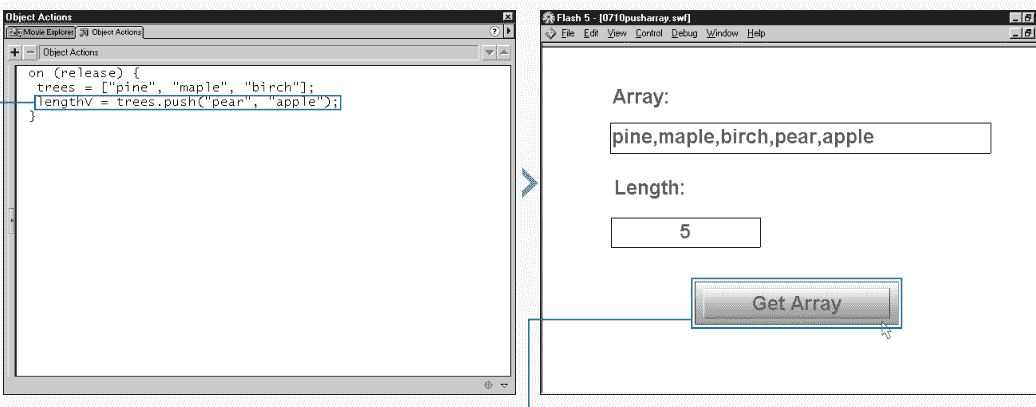 Object Actions
Movie Explorer Object Actions
Object Actions
on (release) {
trees = ["pine", "maple", "birch"];
lengthV = trees.push("pear", "apple");
}
Flash 5 - [0710pusharray.swf]
File Edit View Control Debug Window Help
Array:
pine,maple,birch,pear,apple
Length:
5
Get Array